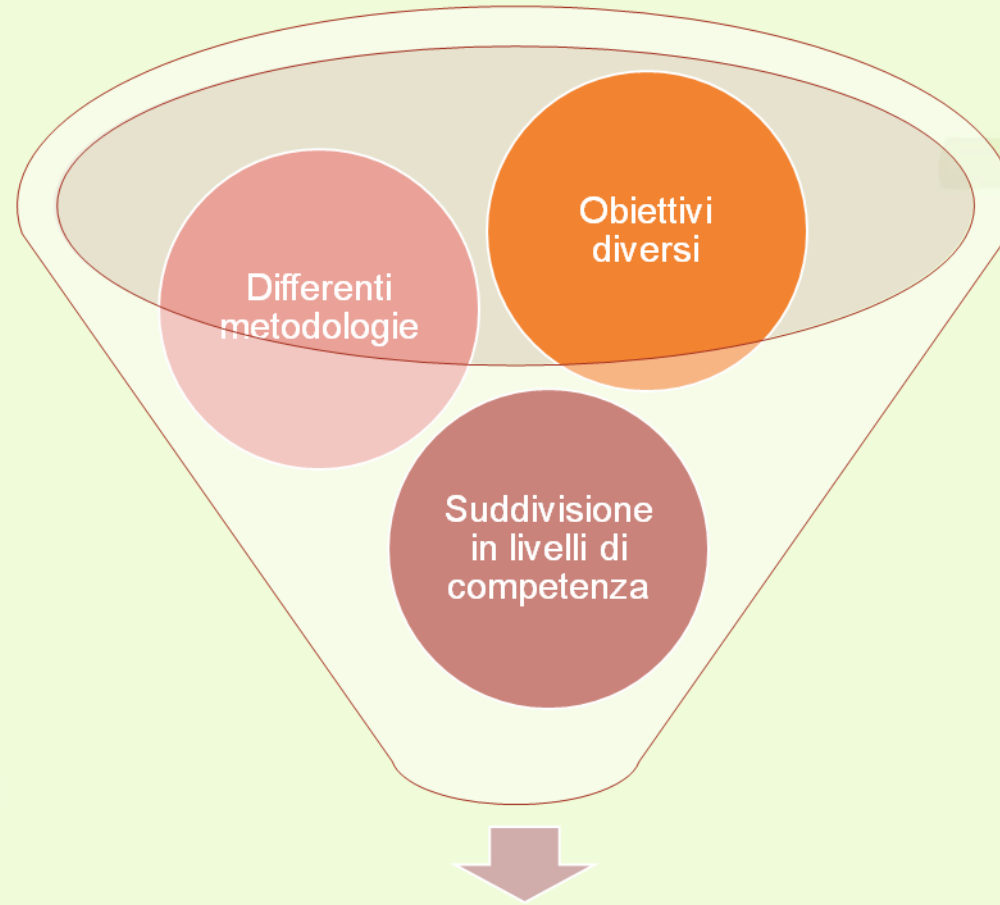 Obiettivi
diversi
Differenti
metodologie
Suddivisione
in livelli di
competenza